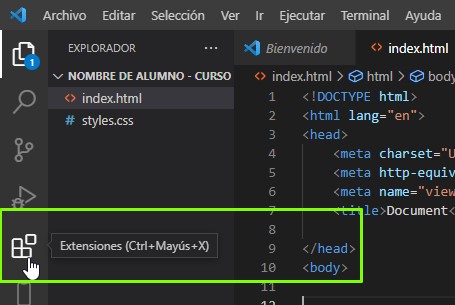 Archivo Editar Selección Ver Ir Ejecutar Terminal Ayuda
EXPLORADOR ...
NOMBRE DE ALUMNO - CURSO
<> index.html
# styles.css
1
Extensiones (Ctrl+Mayús+X)
Bienvenido
<> index.html
<> index.html > html > body
1 <!DOCTYPE html>
2 <html lang="en">
3 <head>
4 <meta charset="U
5 <meta http-equiv
6 <meta name="view
7 <title>Document<
8
9 </head>
10 <body>
11
12